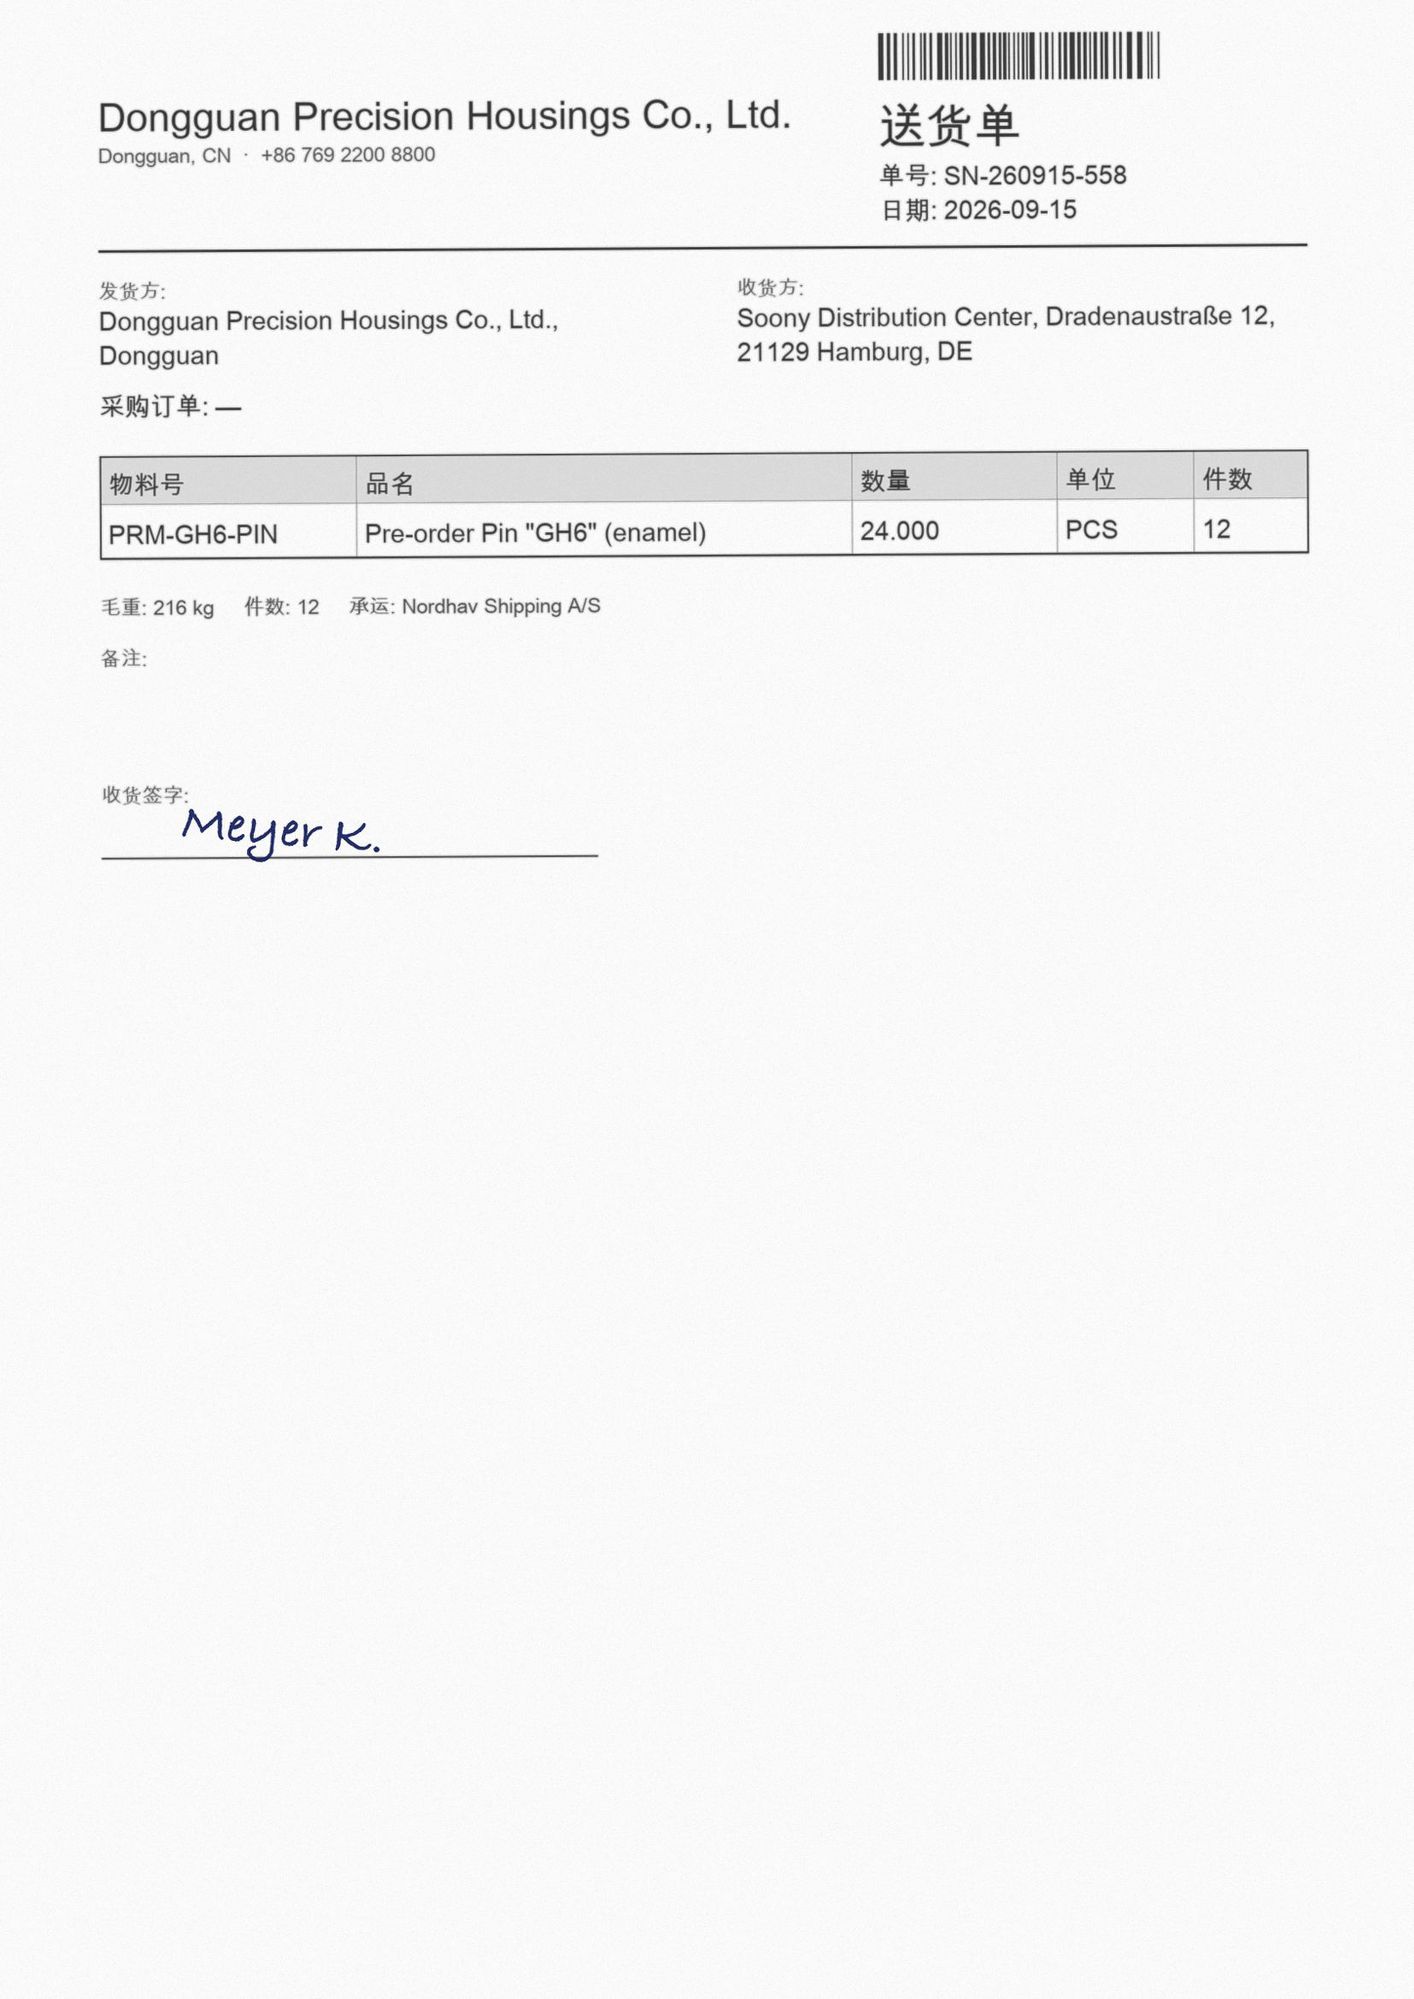 Dongguan Precision Housings Co., Ltd.
Dongguan, CN · +86 769 2200 8800
送货单
单号: SN-260915-558
日期: 2026-09-15
发货方:
Dongguan Precision Housings Co., Ltd.,
Dongguan
收货方:
Soony Distribution Center, Dradenaustraße 12,
21129 Hamburg, DE
采购订单: —
物料号 品名 数量 单位 件数
PRM-GH6-PIN Pre-order Pin "GH6" (enamel) 24.000 PCS 12
毛重: 216 kg 件数: 12 承运: Nordhav Shipping A/S
备注:
收货签字:
Meyer K.